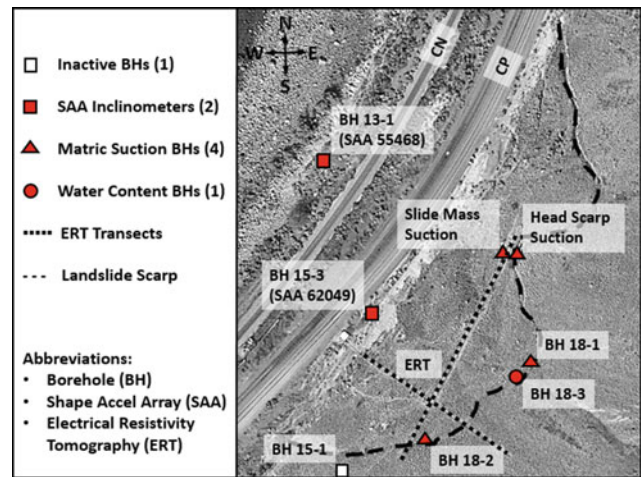 Inactive BHs (1)
SAA Inclinometers (2)
Matric Suction BHs (4)
Water Content BHs (1)
ERT Transects
Landslide Scarp
Abbreviations:
• Borehole (BH)
• Shape Accel Array (SAA)
• Electrical Resistivity
Tomography (ERT)
N
W E
S
CN
CP
BH 13-1
(SAA 55468)
Slide Mass
Suction
Head Scarp
Suction
BH 15-3
(SAA 62049)
ERT
BH 18-1
BH 18-3
BH 15-1
BH 18-2